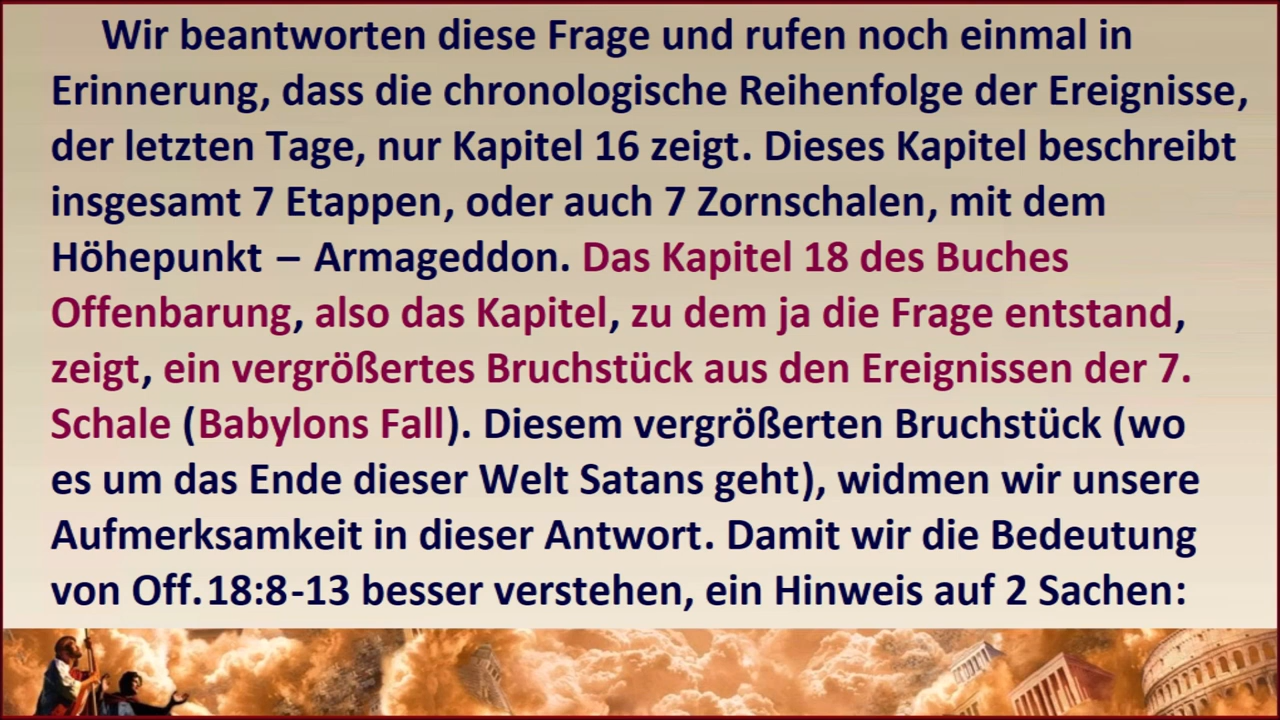 Wir beantworten diese Frage und rufen noch einmal in
Erinnerung, dass die chronologische Reihenfolge der Ereignisse,
der letzten Tage, nur Kapitel 16 zeigt. Dieses Kapitel beschreibt
insgesamt 7 Etappen, oder auch 7 Zornschalen, mit dem
Höhepunkt – Armageddon. Das Kapitel 18 des Buches
Offenbarung, also das Kapitel, zu dem ja die Frage entstand,
zeigt, ein vergrößertes Bruchstück aus den Ereignissen der 7.
Schale (Babylons Fall). Diesem vergrößerten Bruchstück (wo
es um das Ende dieser Welt Satans geht), widmen wir unsere
Aufmerksamkeit in dieser Antwort. Damit wir die Bedeutung
von Off.18:8-13 besser verstehen, ein Hinweis auf 2 Sachen: